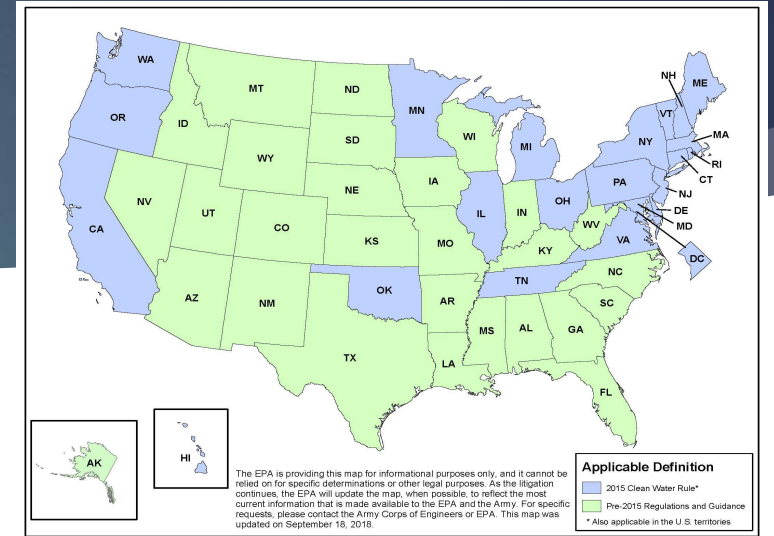 WA
MT
ND
MN
NH
ME
VT
OR
ID
SD
WI
MI
NY
MA
RI
CT
WY
IA
NE
PA
NJ
NV
UT
CO
IL
IN
OH
DE
WV
MD
CA
KS
MO
KY
VA
DC
AZ
NM
OK
AR
TN
NC
SC
TX
MS
AL
GA
LA
FL
AK
HI
The EPA is providing this map for informational purposes only, and it cannot be
relied on for specific determinations or other legal purposes. As the litigation
continues, the EPA will update the map, when possible, to reflect the most
current information that is made available to the EPA and the Army. For specific
requests, please contact the Army Corps of Engineers or EPA. This map was
updated on September 18, 2018.
Applicable Definition
2015 Clean Water Rule*
Pre-2015 Regulations and Guidance
* Also applicable in the U.S. territories